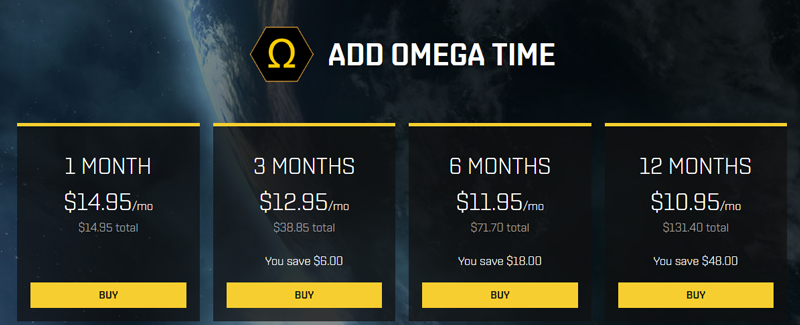 Ω ADD OMEGA TIME
1 MONTH
$14.95/mo
$14.95 total
BUY
3 MONTHS
$12.95/mo
$38.85 total
You save $6.00
BUY
6 MONTHS
$11.95/mo
$71.70 total
You save $18.00
BUY
12 MONTHS
$10.95/mo
$131.40 total
You save $48.00
BUY